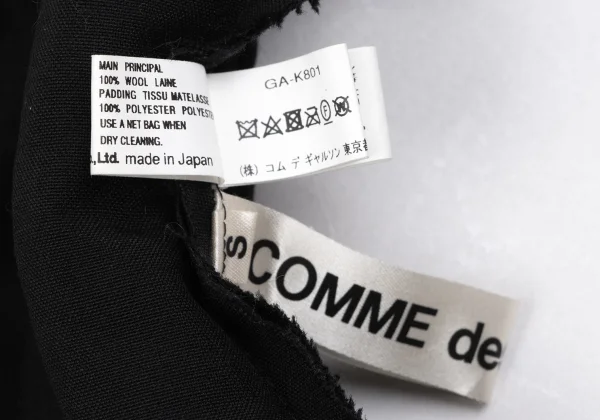 MAIN PRINCIPAL
100% WOOL LAINE
PADDING TISSU MATELASSE
100% POLYESTER POLYEST
USE A NET BAG WHEN
DRY CLEANING.
,Ltd. made in Japan
GA-K801
(株) コム デ ギャルソン 東京都
s
COMME de